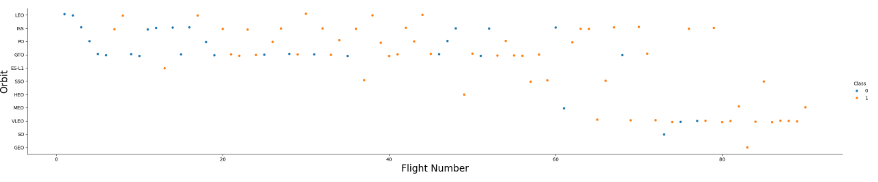 LEO
ISS
PO
GTO
ES-L1
SSO
HEO
MEO
VLEO
SO
GEO
Orbit
0
20
40
60
80
Flight Number
Class
0
1